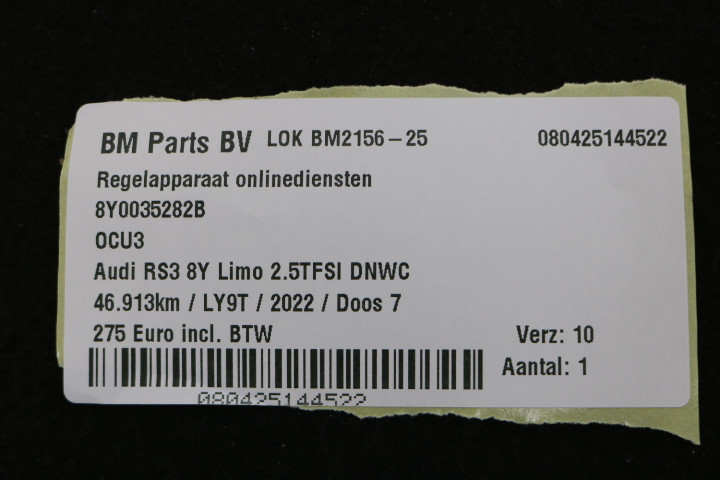 BM Parts BV LOK BM2156-25 080425144522
Regelapparaat onlinediensten
8Y0035282B
OCU3
Audi RS3 8Y Limo 2.5TFSI DNWC
46.913km / LY9T / 2022 / Doos 7
275 Euro incl. BTW Verz: 10
Aantal: 1
080425144522